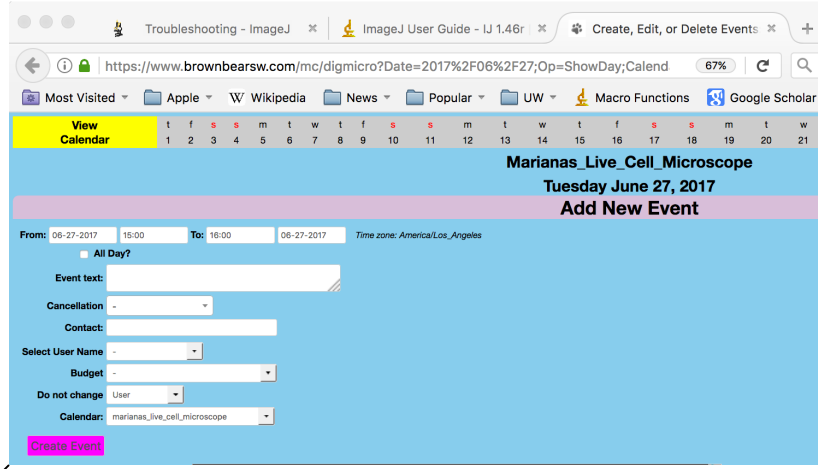 Troubleshooting - ImageJ × ImageJ User Guide - IJ 1.46r × Create, Edit, or Delete Events × +
https://www.brownbearsw.com/mc/digmicro?Date=2017%2F06%2F27;Op=ShowDay;Calend 67%
Most Visited Apple W Wikipedia News Popular UW Macro Functions Google Scholar
View t f s s m t w t f s s m t w t f s s m t w
Calendar 1 2 3 4 5 6 7 8 9 10 11 12 13 14 15 16 17 18 19 20 21
Marianas_Live_Cell_Microscope
Tuesday June 27, 2017
Add New Event
From: 06-27-2017 15:00 To: 16:00 06-27-2017 Time zone: America/Los_Angeles
All Day?
Event text:
Cancellation -
Contact:
Select User Name -
Budget -
Do not change User
Calendar: marianas_live_cell_microscope
Create Event